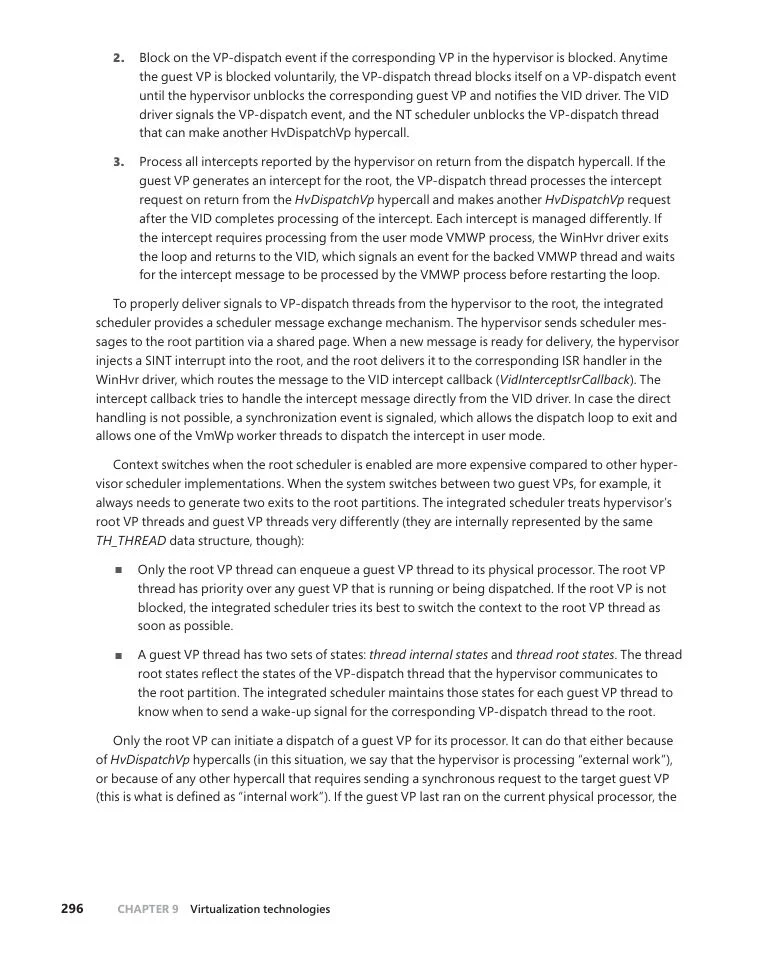 2. Block on the VP-dispatch event if the corresponding VP in the hypervisor is blocked. Anytime
the guest VP is blocked voluntarily, the VP-dispatch thread blocks itself on a VP-dispatch event
until the hypervisor unblocks the corresponding guest VP and notifies the VID driver. The VID
driver signals the VP-dispatch event, and the NT scheduler unblocks the VP-dispatch thread
that can make another HvDispatchVp hypercall.
3. Process all intercepts reported by the hypervisor on return from the dispatch hypercall. If the
guest VP generates an intercept for the root, the VP-dispatch thread processes the intercept
request on return from the HvDispatchVp hypercall and makes another HvDispatchVp request
after the VID completes processing of the intercept. Each intercept is managed differently. If
the intercept requires processing from the user mode VMWP process, the WinHvr driver exits
the loop and returns to the VID, which signals an event for the backed VMWP thread and waits
for the intercept message to be processed by the VMWP process before restarting the loop.
To properly deliver signals to VP-dispatch threads from the hypervisor to the root, the integrated
scheduler provides a scheduler message exchange mechanism. The hypervisor sends scheduler mes-
sages to the root partition via a shared page. When a new message is ready for delivery, the hypervisor
injects a SINT interrupt into the root, and the root delivers it to the corresponding ISR handler in the
WinHvr driver, which routes the message to the VID intercept callback (VidInterceptIsrCallback). The
intercept callback tries to handle the intercept message directly from the VID driver. In case the direct
handling is not possible, a synchronization event is signaled, which allows the dispatch loop to exit and
allows one of the VmWp worker threads to dispatch the intercept in user mode.
Context switches when the root scheduler is enabled are more expensive compared to other hyper-
visor scheduler implementations. When the system switches between two guest VPs, for example, it
always needs to generate two exits to the root partitions. The integrated scheduler treats hypervisor's
root VP threads and guest VP threads very differently (they are internally represented by the same
TH_THREAD data structure, though):
■ Only the root VP thread can enqueue a guest VP thread to its physical processor. The root VP
thread has priority over any guest VP that is running or being dispatched. If the root VP is not
blocked, the integrated scheduler tries its best to switch the context to the root VP thread as
soon as possible.
■ A guest VP thread has two sets of states: thread internal states and thread root states. The thread
root states reflect the states of the VP-dispatch thread that the hypervisor communicates to
the root partition. The integrated scheduler maintains those states for each guest VP thread to
know when to send a wake-up signal for the corresponding VP-dispatch thread to the root.
Only the root VP can initiate a dispatch of a guest VP for its processor. It can do that either because
of HvDispatchVp hypercalls (in this situation, we say that the hypervisor is processing “external work”),
or because of any other hypercall that requires sending a synchronous request to the target guest VP
(this is what is defined as “internal work”). If the guest VP last ran on the current physical processor, the
296 CHAPTER 9 Virtualization technologies